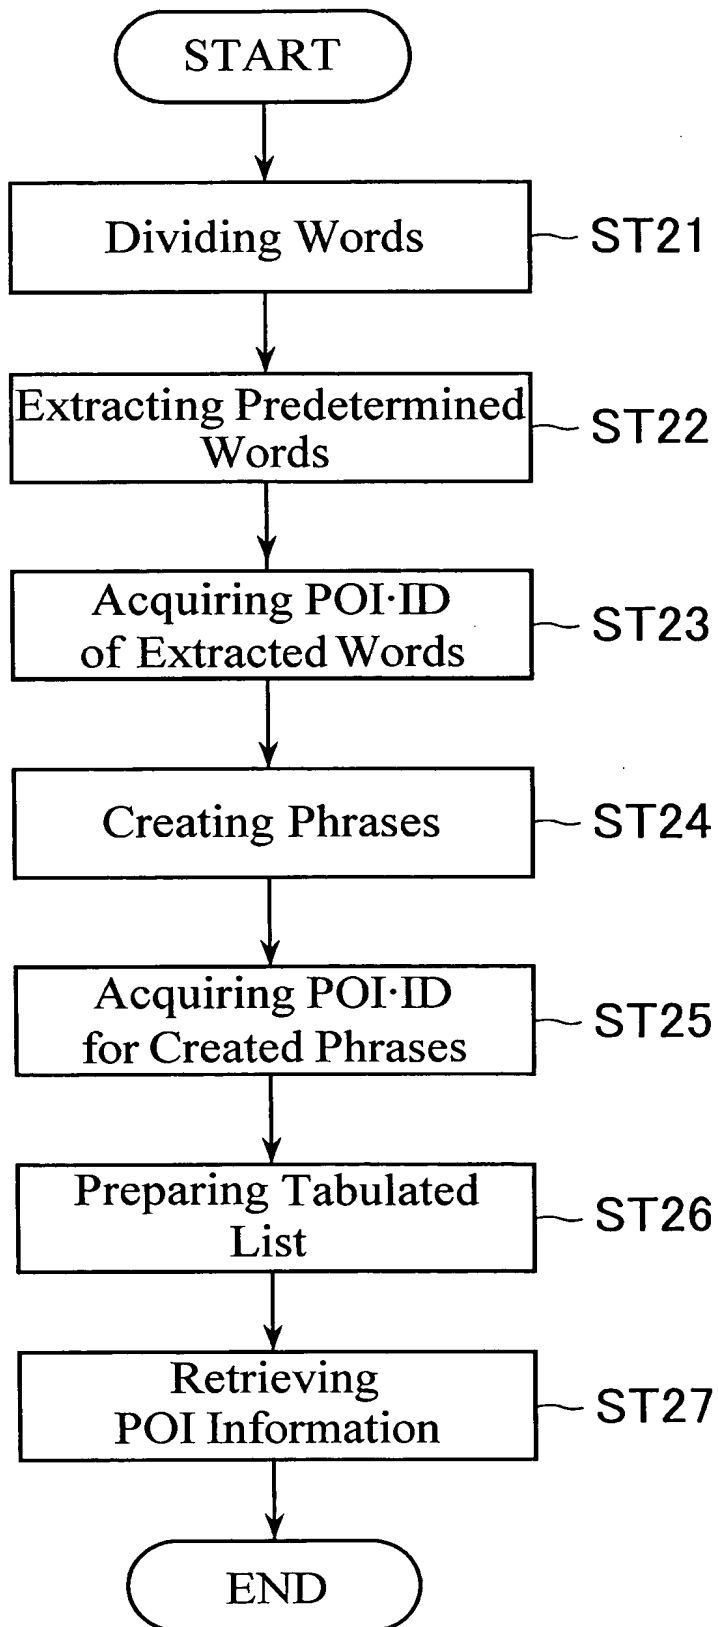 START
Dividing Words
ST21
Extracting Predetermined
Words
ST22
Acquiring POI·ID
of Extracted Words
ST23
Creating Phrases
ST24
Acquiring POI·ID
for Created Phrases
ST25
Preparing Tabulated
List
ST26
Retrieving
POI Information
ST27
END